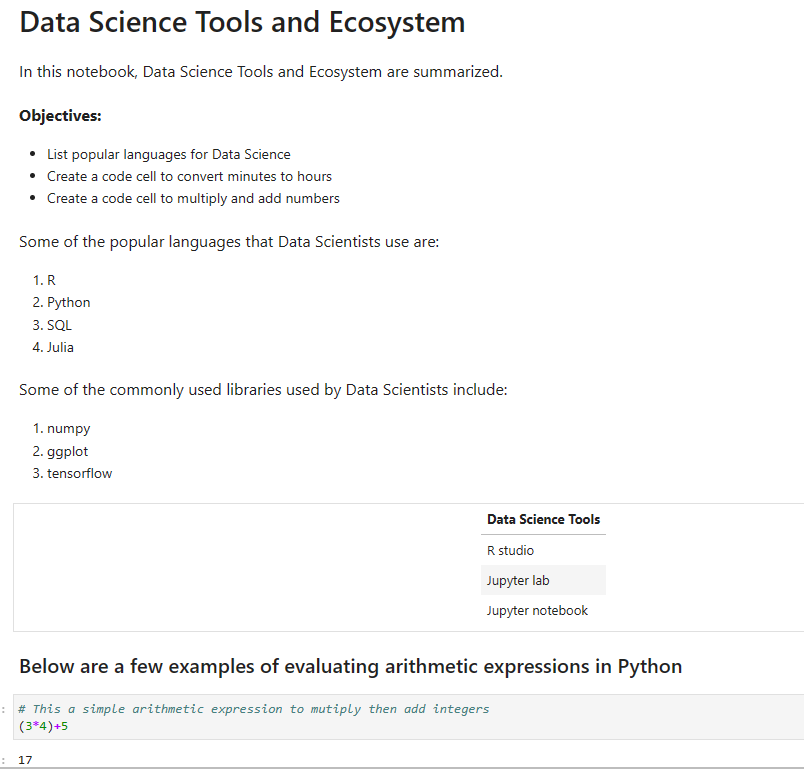 Data Science Tools and Ecosystem
In this notebook, Data Science Tools and Ecosystem are summarized.
Objectives:
• List popular languages for Data Science
• Create a code cell to convert minutes to hours
• Create a code cell to multiply and add numbers
Some of the popular languages that Data Scientists use are:
1. R
2. Python
3. SQL
4. Julia
Some of the commonly used libraries used by Data Scientists include:
1. numpy
2. ggplot
3. tensorflow
Data Science Tools
R studio
Jupyter lab
Jupyter notebook
Below are a few examples of evaluating arithmetic expressions in Python
: # This a simple arithmetic expression to mutiply then add integers
(3*4)+5
: 17